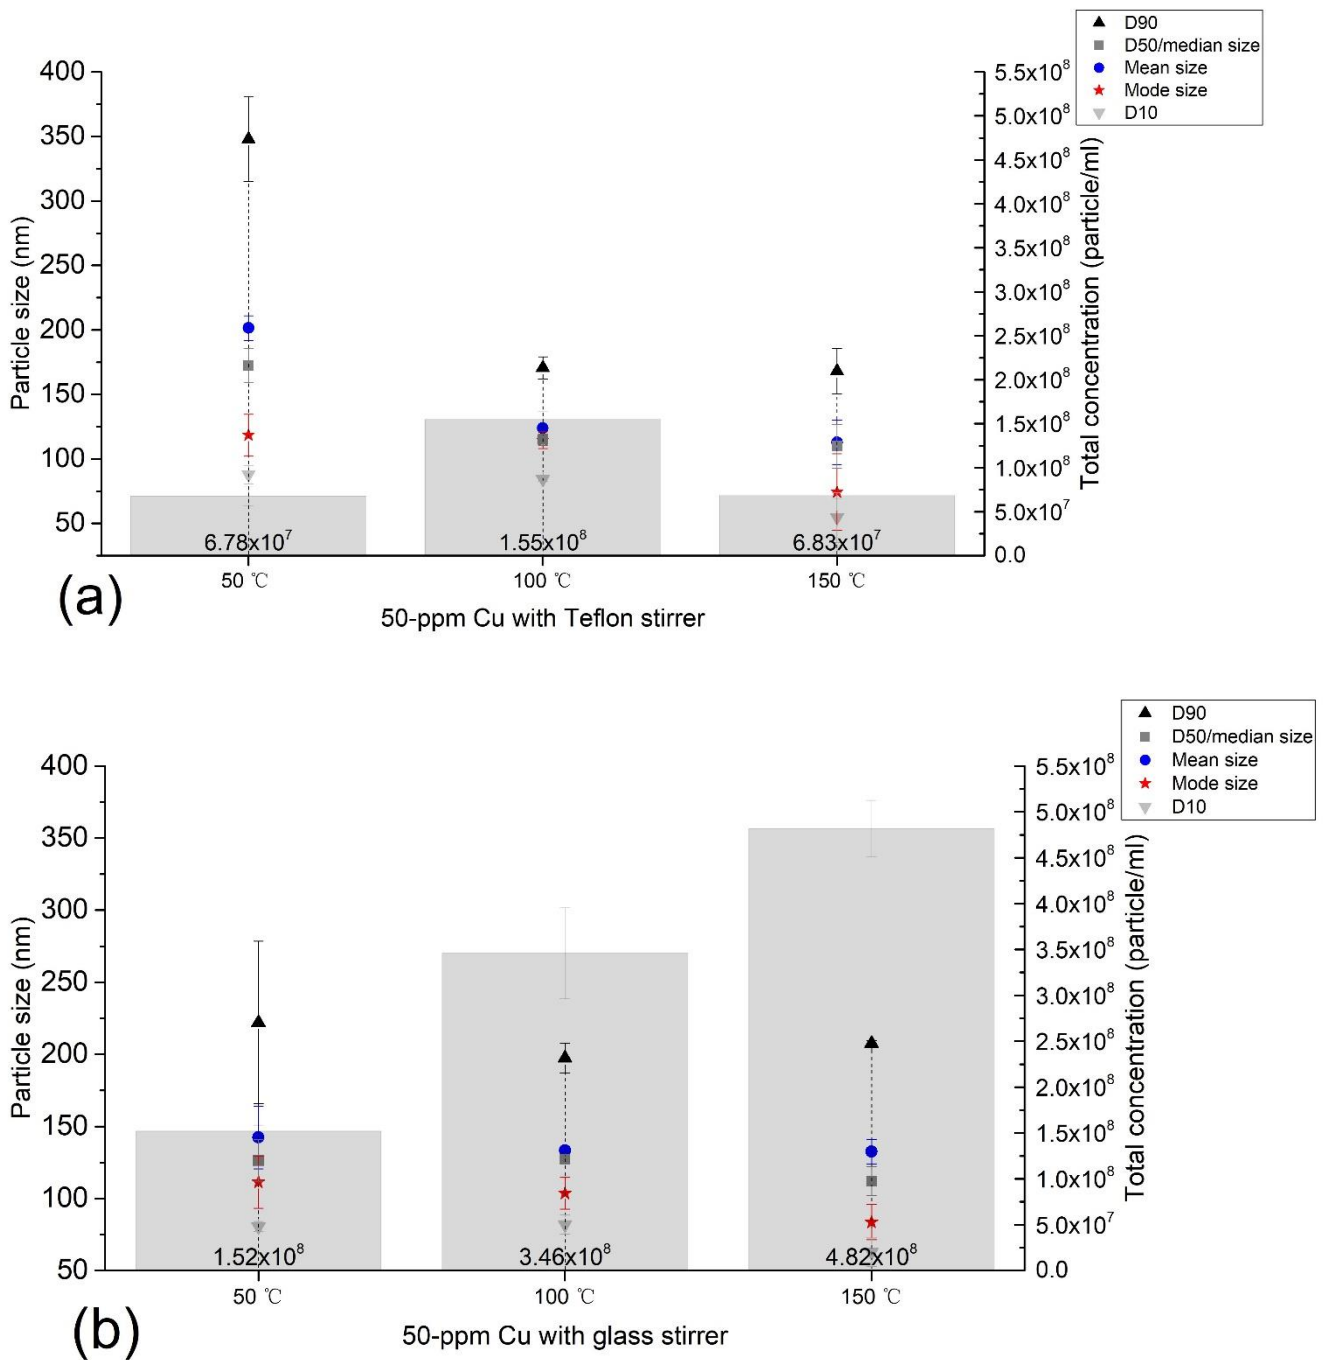 D90
D50/median size
Mean size
Mode size
D10
400
350
300
250
200
150
100
50
Particle size (nm)
5.5x10⁸
5.0x10⁸
4.5x10⁸
4.0x10⁸
3.5x10⁸
3.0x10⁸
2.5x10⁸
2.0x10⁸
1.5x10⁸
1.0x10⁸
5.0x10⁷
0.0
Total concentration (particle/ml)
6.78x10⁷
1.55x10⁸
6.83x10⁷
50 ℃
100 ℃
150 ℃
(a)
50-ppm Cu with Teflon stirrer
D90
D50/median size
Mean size
Mode size
D10
400
350
300
250
200
150
100
50
Particle size (nm)
5.5x10⁸
5.0x10⁸
4.5x10⁸
4.0x10⁸
3.5x10⁸
3.0x10⁸
2.5x10⁸
2.0x10⁸
1.5x10⁸
1.0x10⁸
5.0x10⁷
0.0
Total concentration (particle/ml)
1.52x10⁸
3.46x10⁸
4.82x10⁸
50 ℃
100 ℃
150 ℃
(b)
50-ppm Cu with glass stirrer